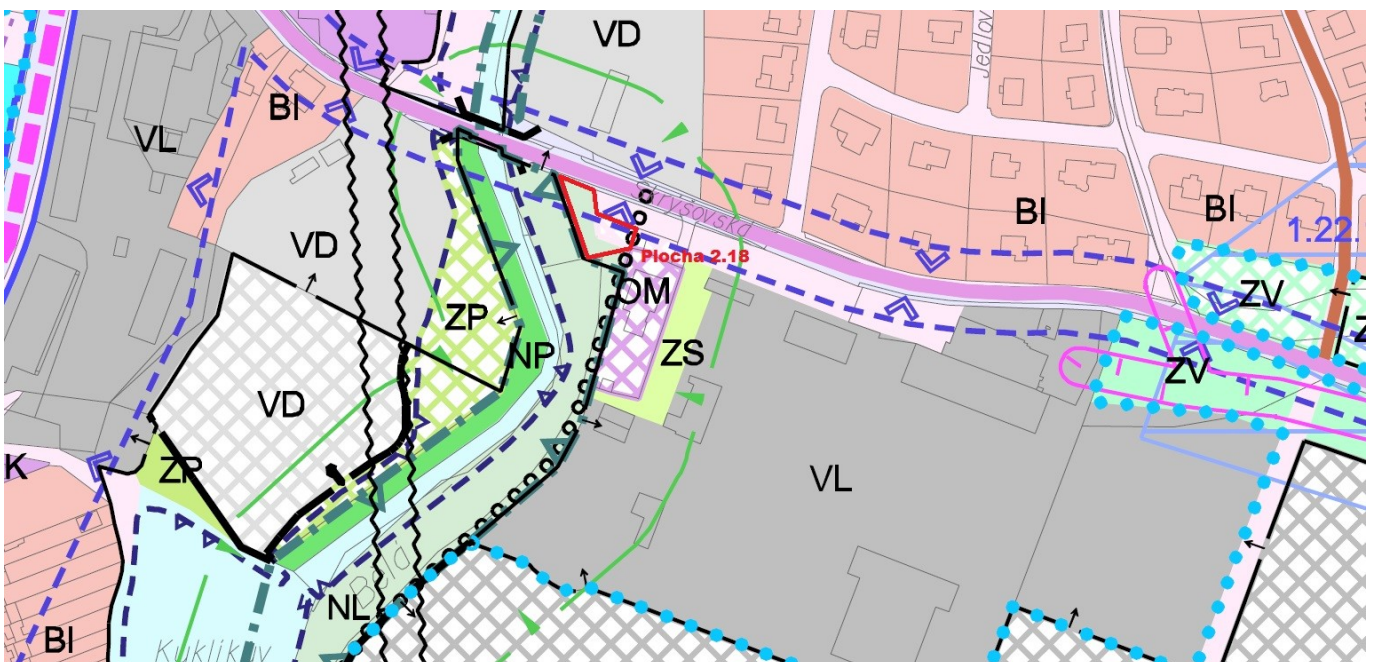 VD
Jedlov
BI
VL
Jiryšovská
BI
BI
1.22.
VD
Plocha 2.18
OM
ZV
Z
ZP
NP
ZS
ZV
VD
K
ZP
VL
NL
BI
Kuklíkův